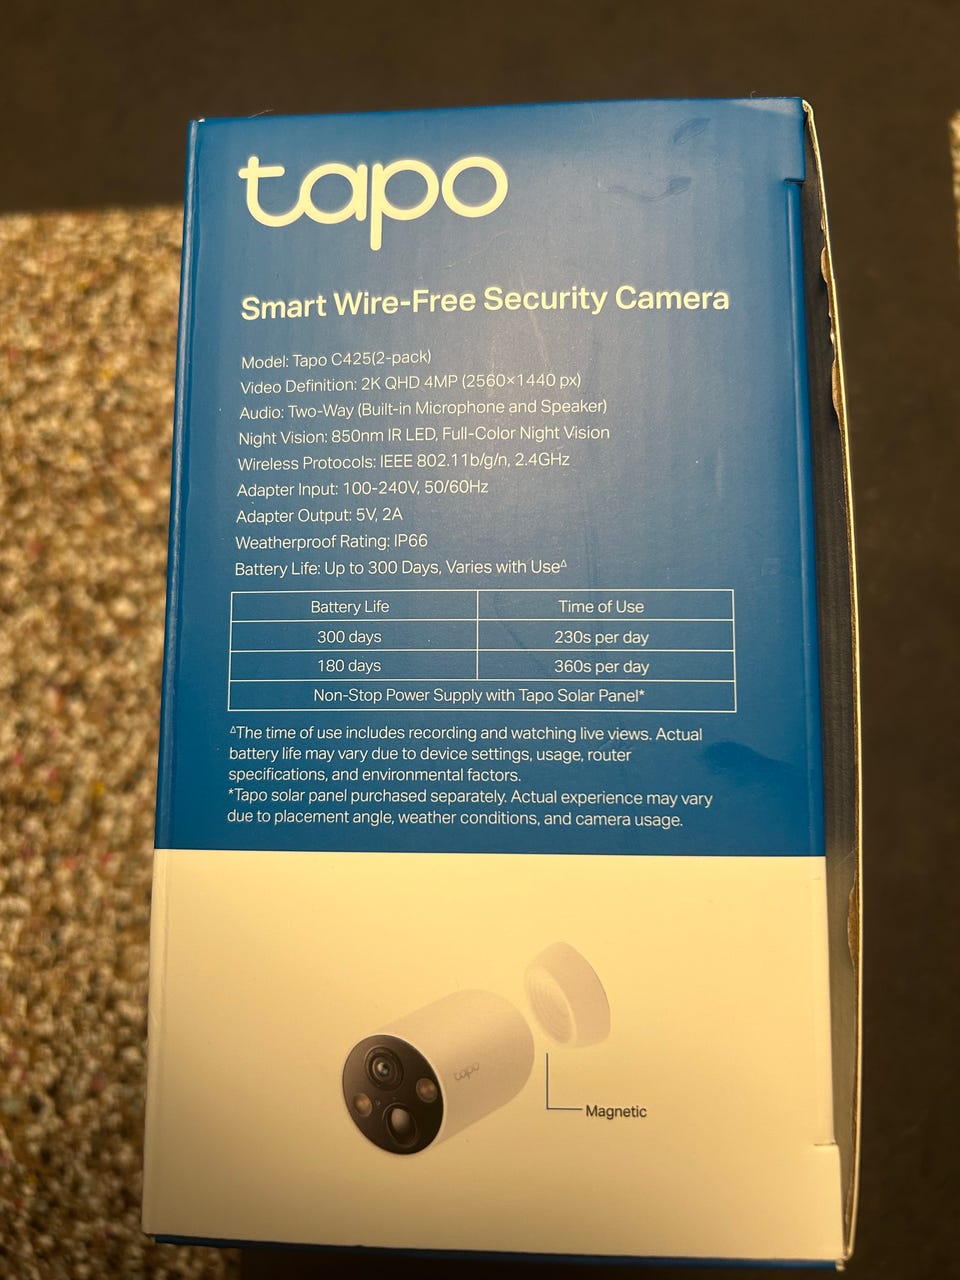 tapo
Smart Wire-Free Security Camera
Model: Tapo C425(2-pack)
Video Definition: 2K QHD 4MP (2560×1440 px)
Audio: Two-Way (Built-in Microphone and Speaker)
Night Vision: 850nm IR LED, Full-Color Night Vision
Wireless Protocols: IEEE 802.11b/g/n, 2.4GHz
Adapter Input: 100-240V, 50/60Hz
Adapter Output: 5V, 2A
Weatherproof Rating: IP66
Battery Life: Up to 300 Days, Varies with Use∆
Battery Life Time of Use
300 days 230s per day
180 days 360s per day
Non-Stop Power Supply with Tapo Solar Panel*
∆The time of use includes recording and watching live views. Actual
battery life may vary due to device settings, usage, router
specifications, and environmental factors.
*Tapo solar panel purchased separately. Actual experience may vary
due to placement angle, weather conditions, and camera usage.
tapo
Magnetic